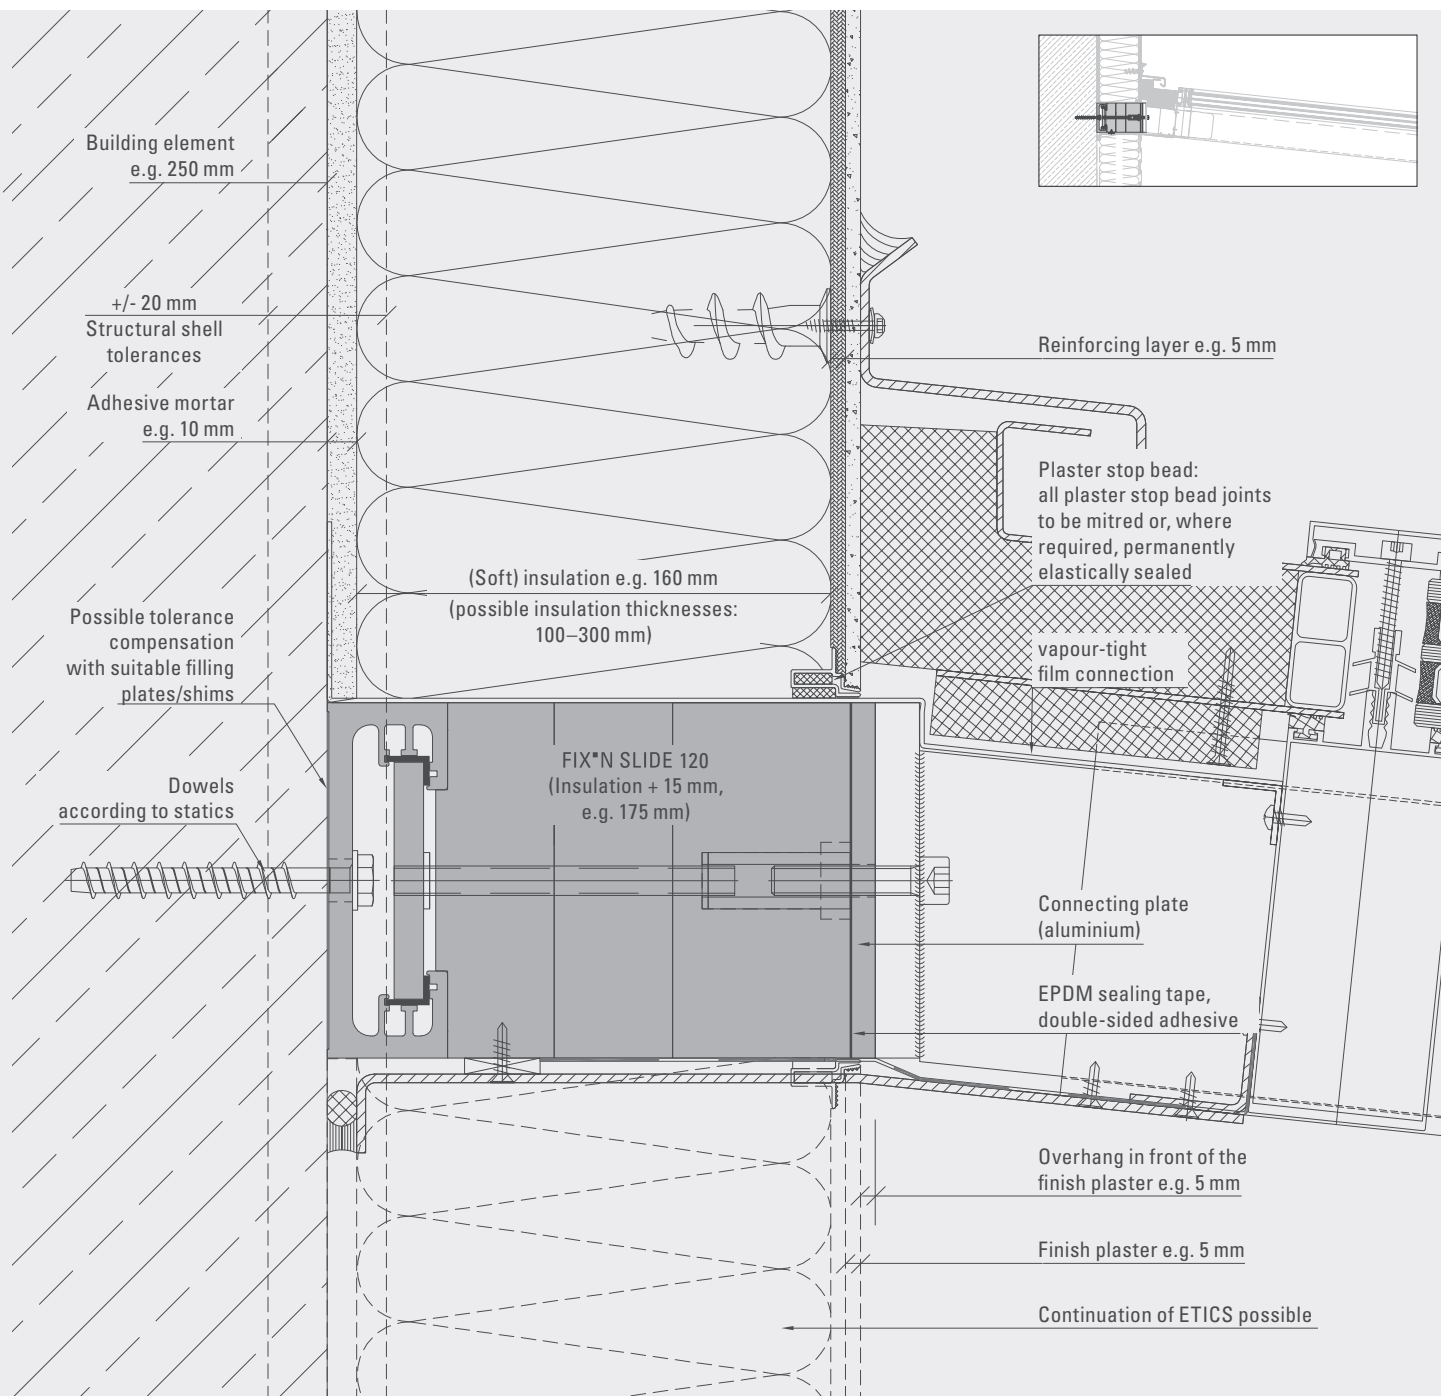 Building element
e.g. 250 mm
+/- 20 mm
Structural shell
tolerances
Adhesive mortar
e.g. 10 mm
Possible tolerance
compensation
with suitable filling
plates/shims
Dowels
according to statics
(Soft) insulation e.g. 160 mm
(possible insulation thicknesses:
100–300 mm)
FIX■N SLIDE 120
(Insulation + 15 mm,
e.g. 175 mm)
Reinforcing layer e.g. 5 mm
Plaster stop bead:
all plaster stop bead joints
to be mitred or, where
required, permanently
elastically sealed
vapour-tight
film connection
Connecting plate
(aluminium)
EPDM sealing tape,
double-sided adhesive
Overhang in front of the
finish plaster e.g. 5 mm
Finish plaster e.g. 5 mm
Continuation of ETICS possible